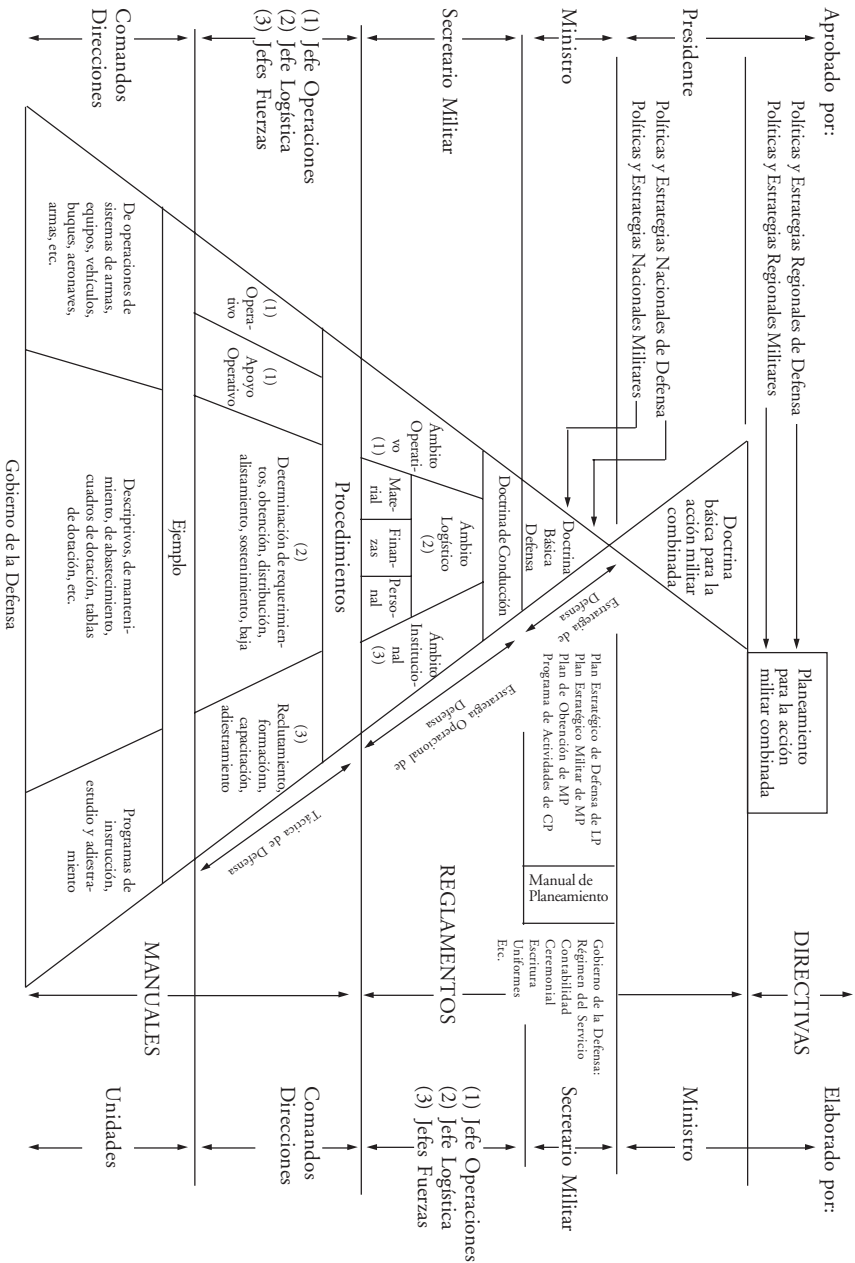 Aprobado por:
Elaborado por:
Políticas y Estrategias Regionales de Defensa
Políticas y Estrategias Regionales Militares
Planeamiento
para la acción
militar combinada
DIRECTIVAS
Presidente
Ministro
Doctrina
básica para la
acción militar
combinada
Políticas y Estrategias Nacionales de Defensa
Políticas y Estrategias Nacionales Militares
Ministro
Secretario Militar
Doctrina
Básica
Defensa
Estrategia de
Defensa
Plan Estratégico de Defensa de LP
Plan Estratégico Militar de MP
Plan de Obtención de MP
Programa de Actividades de CP
Manual de
Planeamiento
Gobierno de la Defensa:
Régimen del Servicio
Contabilidad
Ceremonial
Escritura
Uniformes
Etc.
Secretario Militar
(1) Jefe Operaciones
(2) Jefe Logística
(3) Jefes Fuerzas
Doctrina de Conducción
Ámbito
Operati-
vo
(1)
Ámbito
Logístico
(2)
Mate-
rial
Finan-
zas
Perso-
nal
Ámbito
Institucio-
nal
(3)
Estrategia Operacional de
Defensa
REGLAMENTOS
(1) Jefe Operaciones
(2) Jefe Logística
(3) Jefes Fuerzas
Comandos
Direcciones
Procedimientos
(1)
Opera-
tivo
(1)
Apoyo
Operativo
(2)
Determinación de requerimien-
tos, obtención, distribución,
alistamiento, sostenimiento, baja
(3)
Reclutamiento,
formaciónn,
capacitación,
adiestramiento
Táctica de Defensa
MANUALES
Comandos
Direcciones
Unidades
Ejemplo
De operaciones de
sistemas de armas,
equipos, vehículos,
buques, aeronaves,
armas, etc.
Descriptivos, de manteni-
miento, de abastecimiento,
cuadros de dotación, tablas
de dotación, etc.
Programas de
instrucción,
estudio y adiestra-
miento
Gobierno de la Defensa